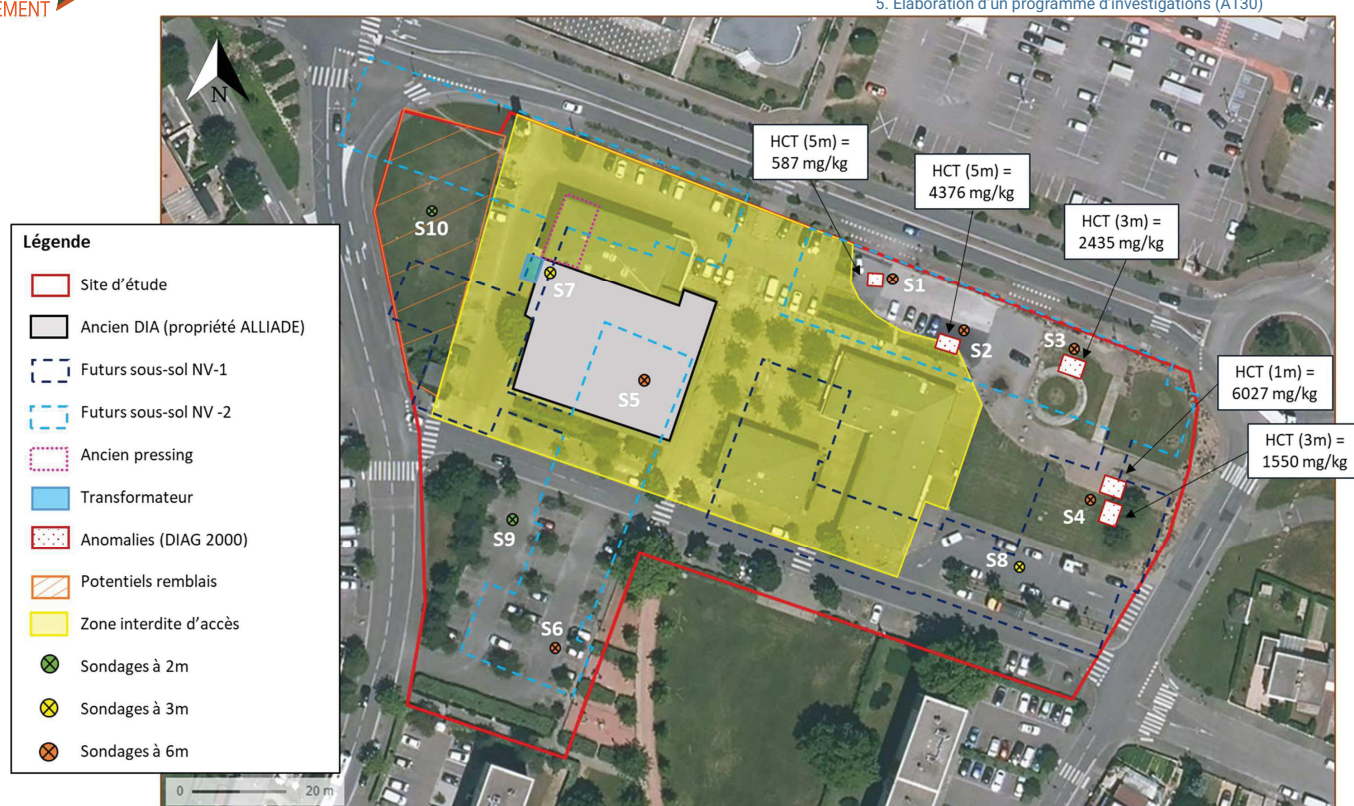 EMENT
5. Elaboration d'un programme d'investigations (A130)
N
HCT (5m) =
587 mg/kg
HCT (5m) =
4376 mg/kg
HCT (3m) =
2435 mg/kg
HCT (1m) =
6027 mg/kg
HCT (3m) =
1550 mg/kg
S10
S7
S1
S2
S3
S5
S4
S9
S8
S6
Légende
Site d'étude
Ancien DIA (propriété ALLIADE)
Futurs sous-sol NV-1
Futurs sous-sol NV -2
Ancien pressing
Transformateur
Anomalies (DIAG 2000)
Potentiels remblais
Zone interdite d'accès
Sondages à 2m
Sondages à 3m
Sondages à 6m
0 20 m